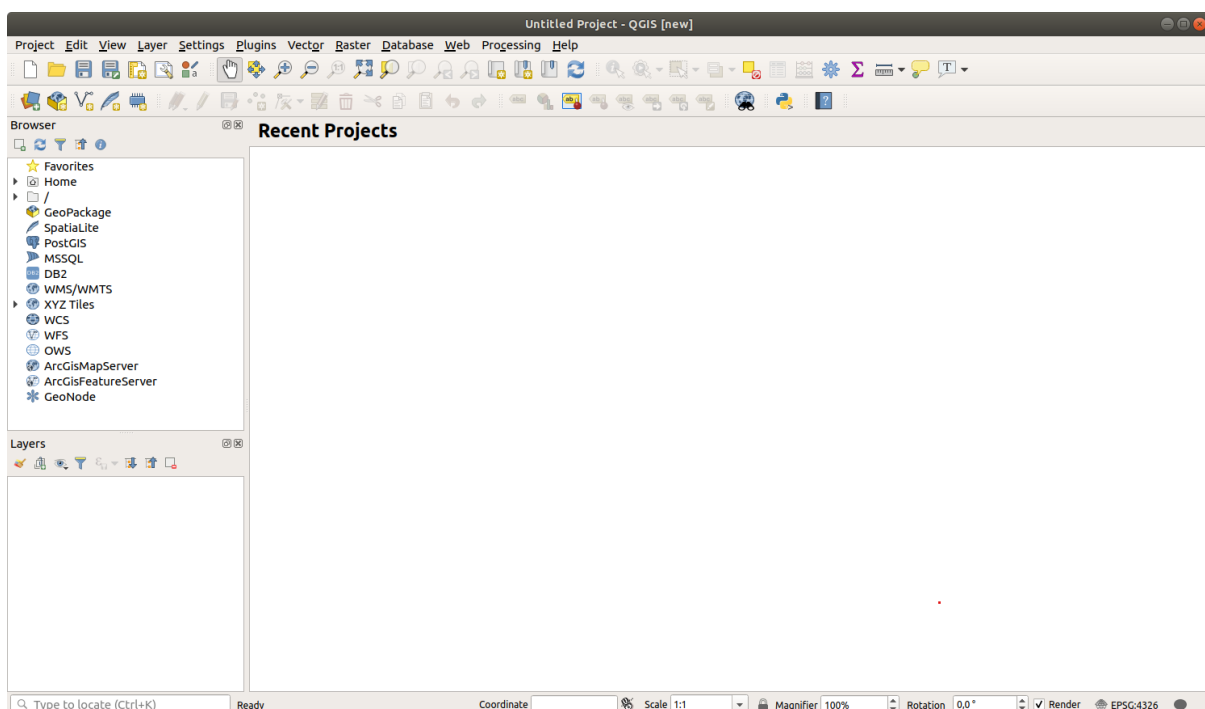 Untitled Project - QGIS [new]
Project Edit View Layer Settings Plugins Vector Raster Database Web Processing Help
Browser
Recent Projects
Favorites
Home
/
GeoPackage
SpatiaLite
PostGIS
MSSQL
DB2
WMS/WMTS
XYZ Tiles
WCS
WFS
OWS
ArcGisMapServer
ArcGisFeatureServer
GeoNode
Layers
Type to locate (Ctrl+K) Ready Coordinate Scale 1:1 Magnifier 100% Rotation 0,0 ° Render EPSG:4326